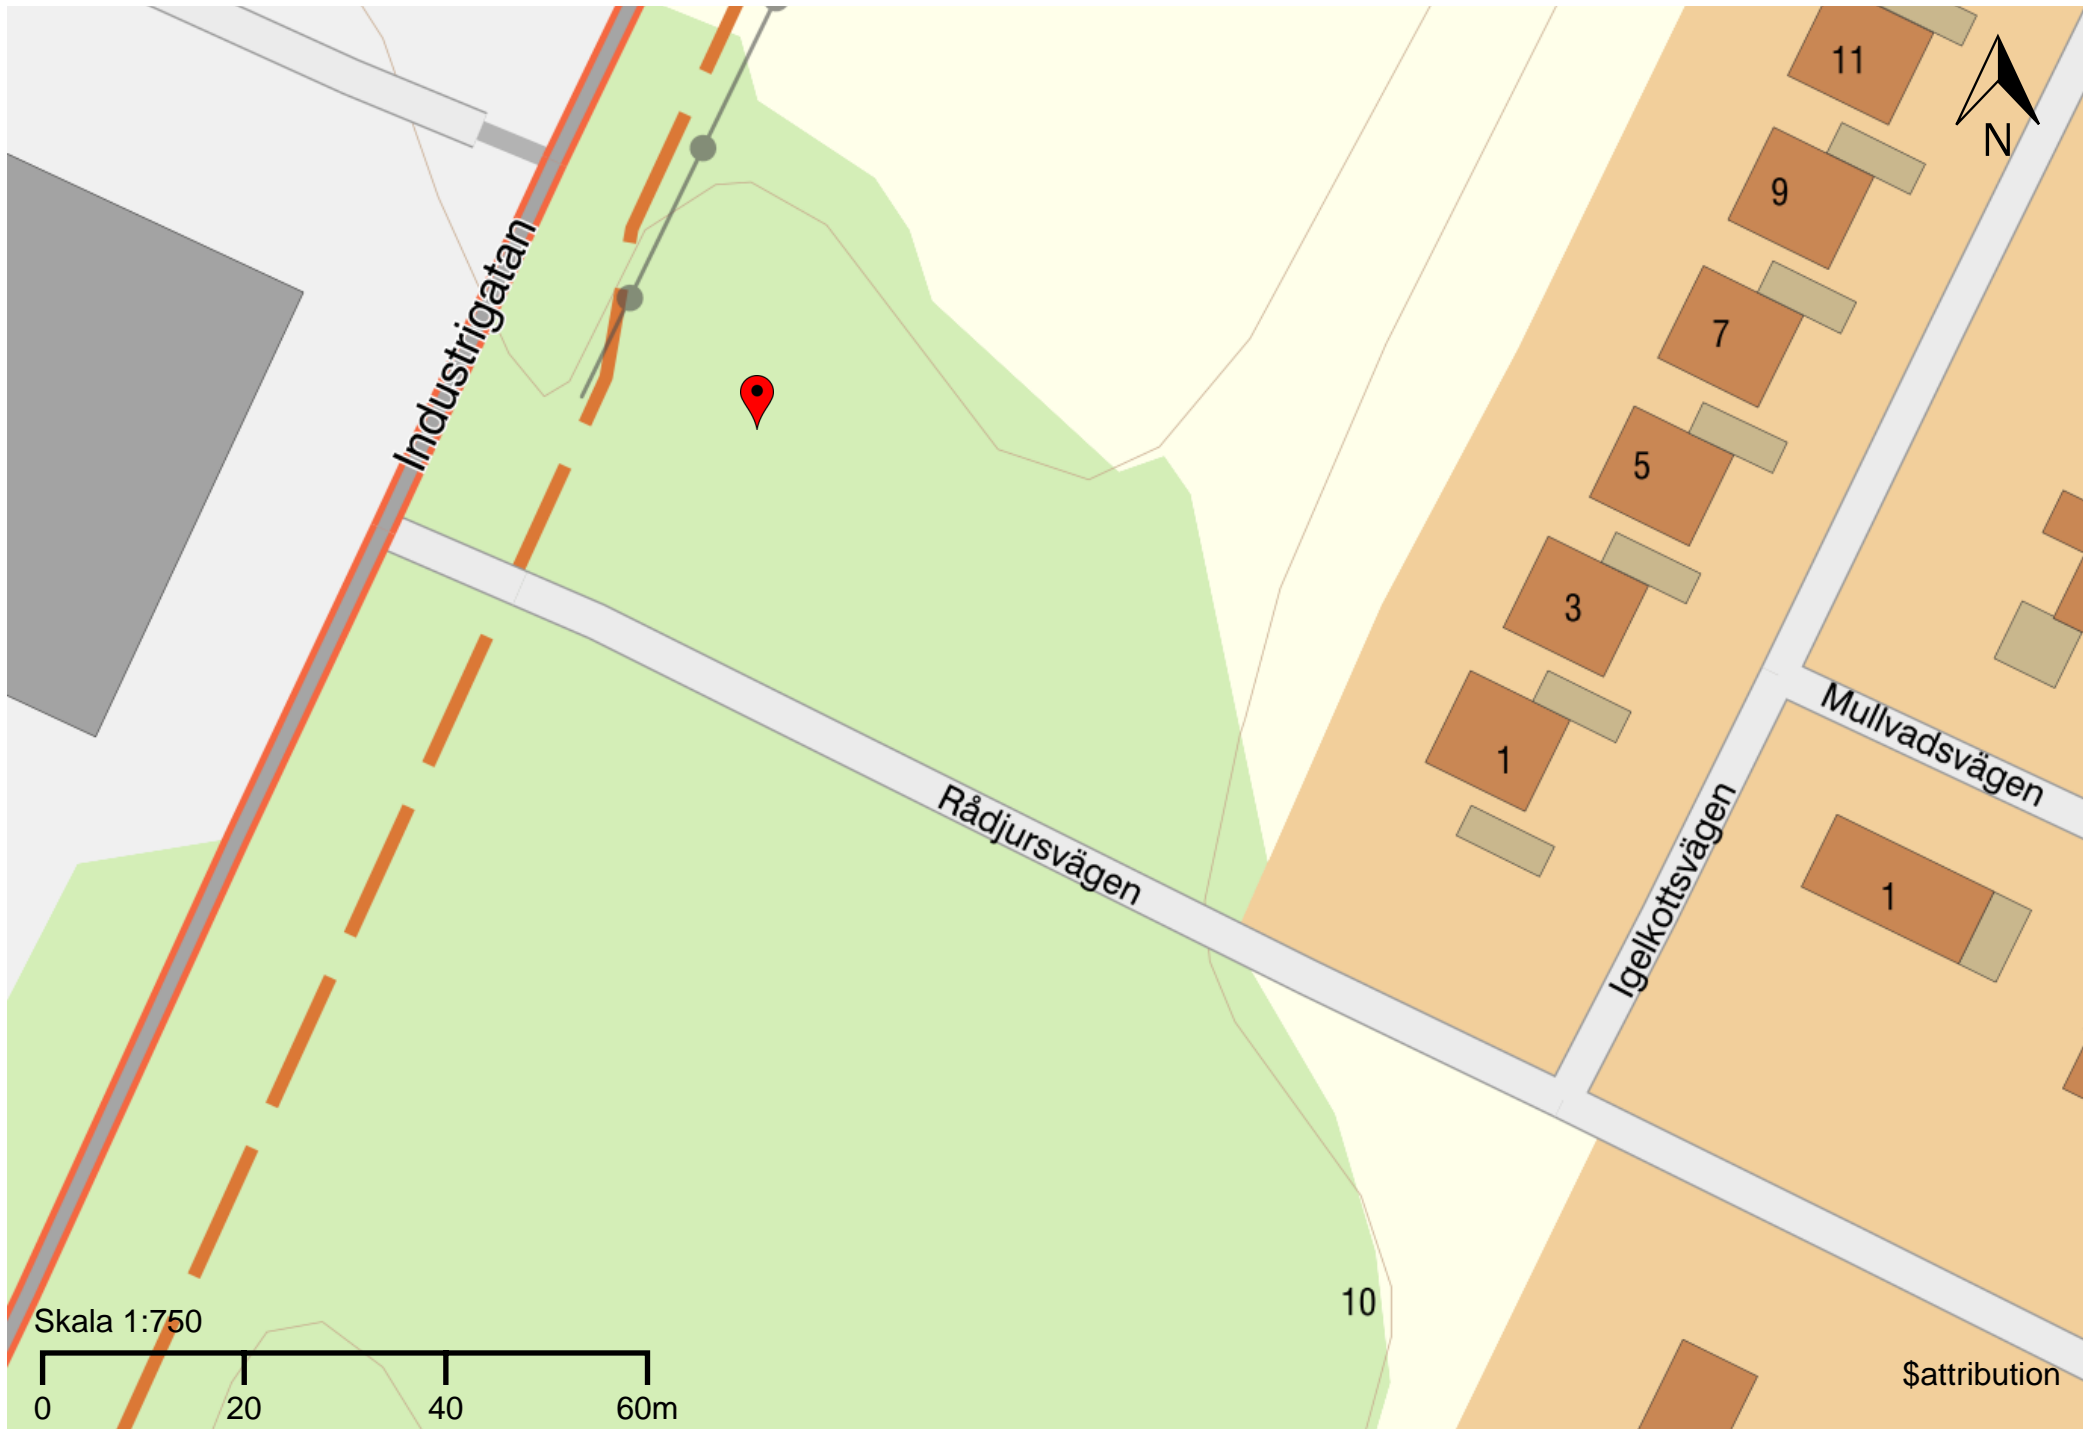 11
N
9
7
Industrigatan
5
3
Mullvadsvägen
1
Rådjursvägen
Igelkottsvägen
1
10
Skala 1:750
$attribution
0 20 40 60m